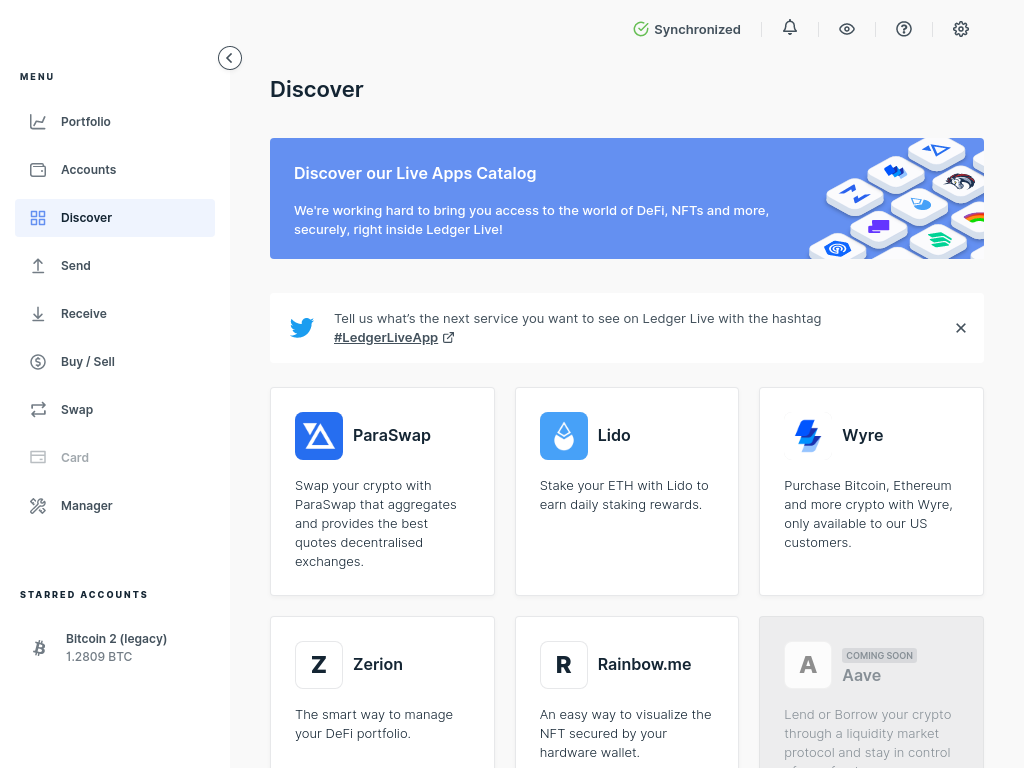 Synchronized
MENU
Portfolio
Accounts
Discover
Send
Receive
Buy / Sell
Swap
Card
Manager
STARRED ACCOUNTS
Bitcoin 2 (legacy)
1.2809 BTC
Discover
Discover our Live Apps Catalog
We're working hard to bring you access to the world of DeFi, NFTs and more,
securely, right inside Ledger Live!
Tell us what’s the next service you want to see on Ledger Live with the hashtag
#LedgerLiveApp
ParaSwap
Swap your crypto with
ParaSwap that aggregates
and provides the best
quotes decentralised
exchanges.
Lido
Stake your ETH with Lido to
earn daily staking rewards.
Wyre
Purchase Bitcoin, Ethereum
and more crypto with Wyre,
only available to our US
customers.
Z
Zerion
The smart way to manage
your DeFi portfolio.
R
Rainbow.me
An easy way to visualize the
NFT secured by your
hardware wallet.
A
COMING SOON
Aave
Lend or Borrow your crypto
through a liquidity market
protocol and stay in control